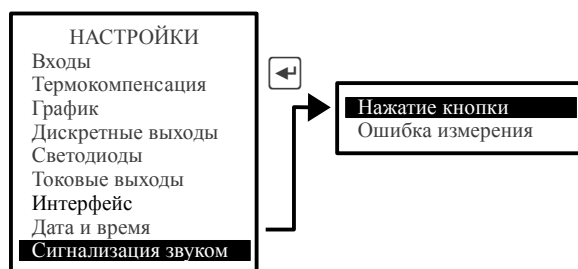 НАСТРОЙКИ
Входы
Термокомпенсация
График
Дискретные выходы
Светодиоды
Токовые выходы
Интерфейс
Дата и время
Сигнализация звуком
Нажатие кнопки
Ошибка измерения